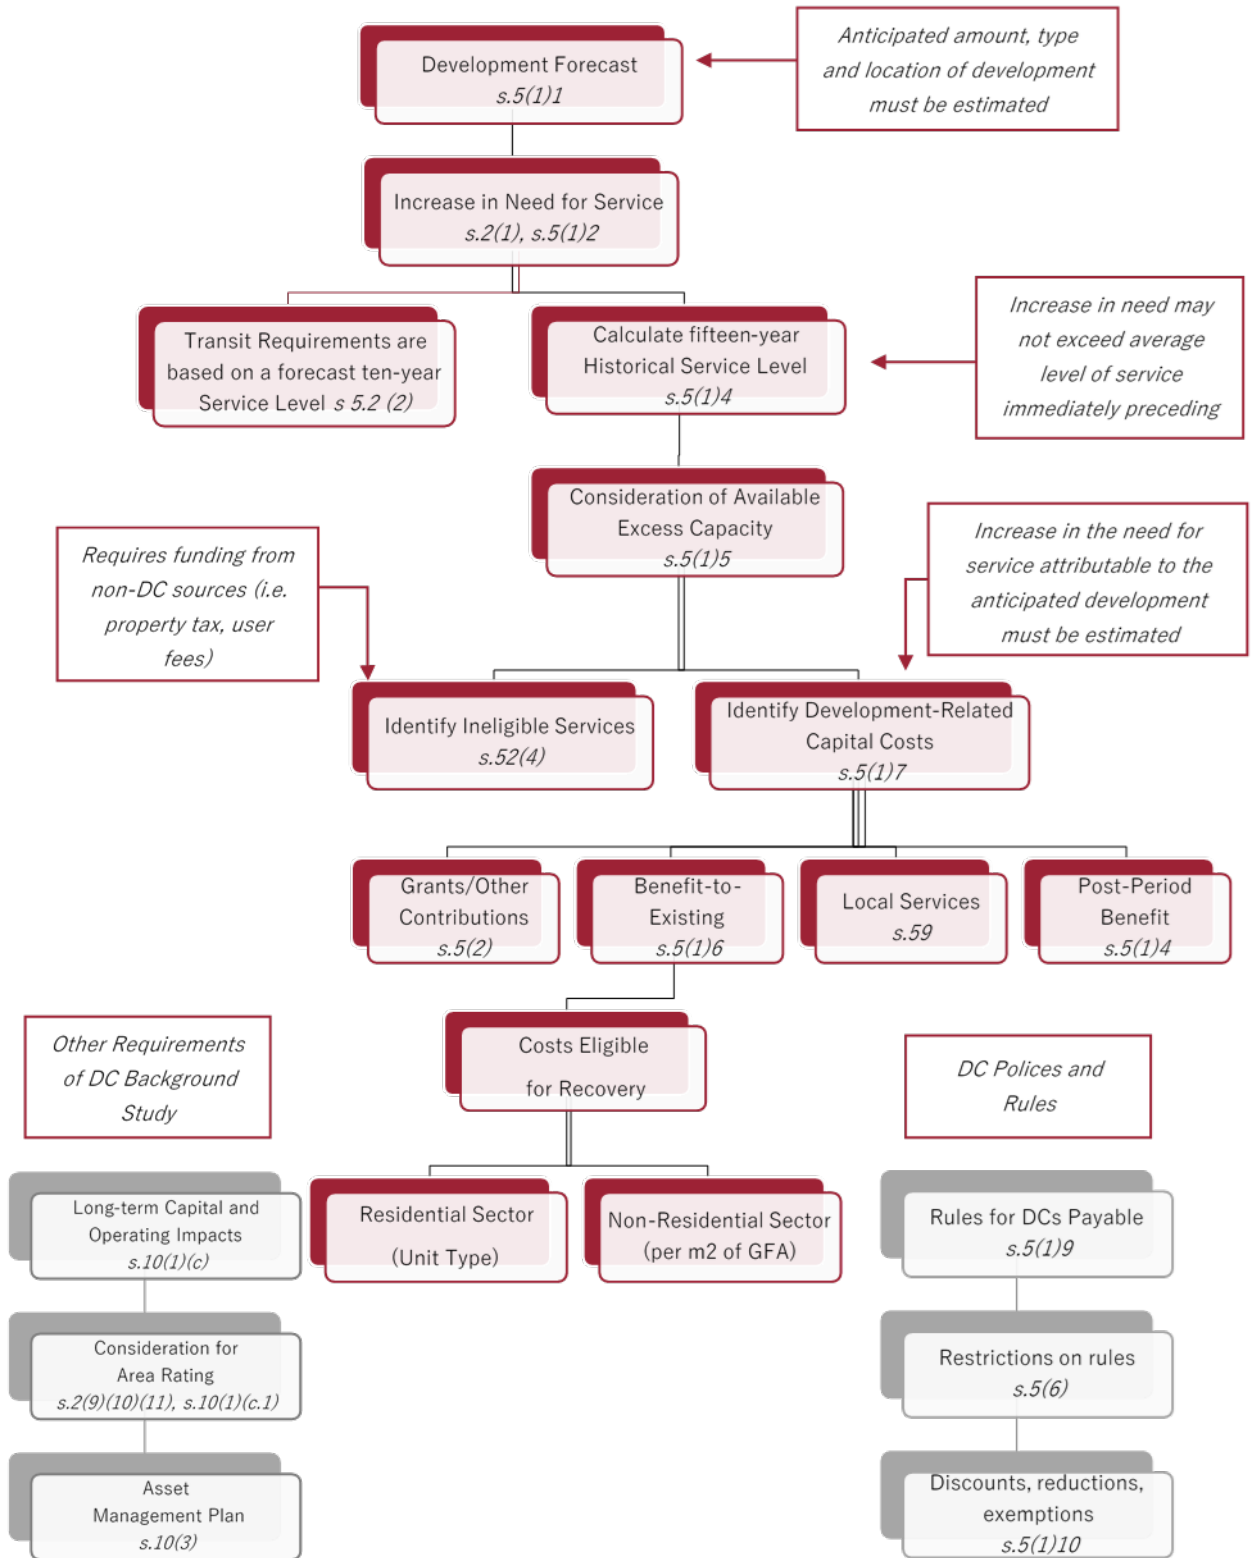 Development Forecast
s.5(1)1
Anticipated amount, type
and location of development
must be estimated
Increase in Need for Service
s.2(1), s.5(1)2
Transit Requirements are
based on a forecast ten-year
Service Level s 5.2 (2)
Calculate fifteen-year
Historical Service Level
s.5(1)4
Increase in need may
not exceed average
level of service
immediately preceding
Consideration of Available
Excess Capacity
s.5(1)5
Requires funding from
non-DC sources (i.e.
property tax, user
fees)
Increase in the need for
service attributable to the
anticipated development
must be estimated
Identify Ineligible Services
s.52(4)
Identify Development-Related
Capital Costs
s.5(1)7
Grants/Other
Contributions
s.5(2)
Benefit-to-
Existing
s.5(1)6
Local Services
s.59
Post-Period
Benefit
s.5(1)4
Costs Eligible
for Recovery
Residential Sector
(Unit Type)
Non-Residential Sector
(per m2 of GFA)
Other Requirements
of DC Background
Study
Long-term Capital and
Operating Impacts
s.10(1)(c)
Consideration for
Area Rating
s.2(9)(10)(11), s.10(1)(c.1)
Asset
Management Plan
s.10(3)
DC Polices and
Rules
Rules for DCs Payable
s.5(1)9
Restrictions on rules
s.5(6)
Discounts, reductions,
exemptions
s.5(1)10